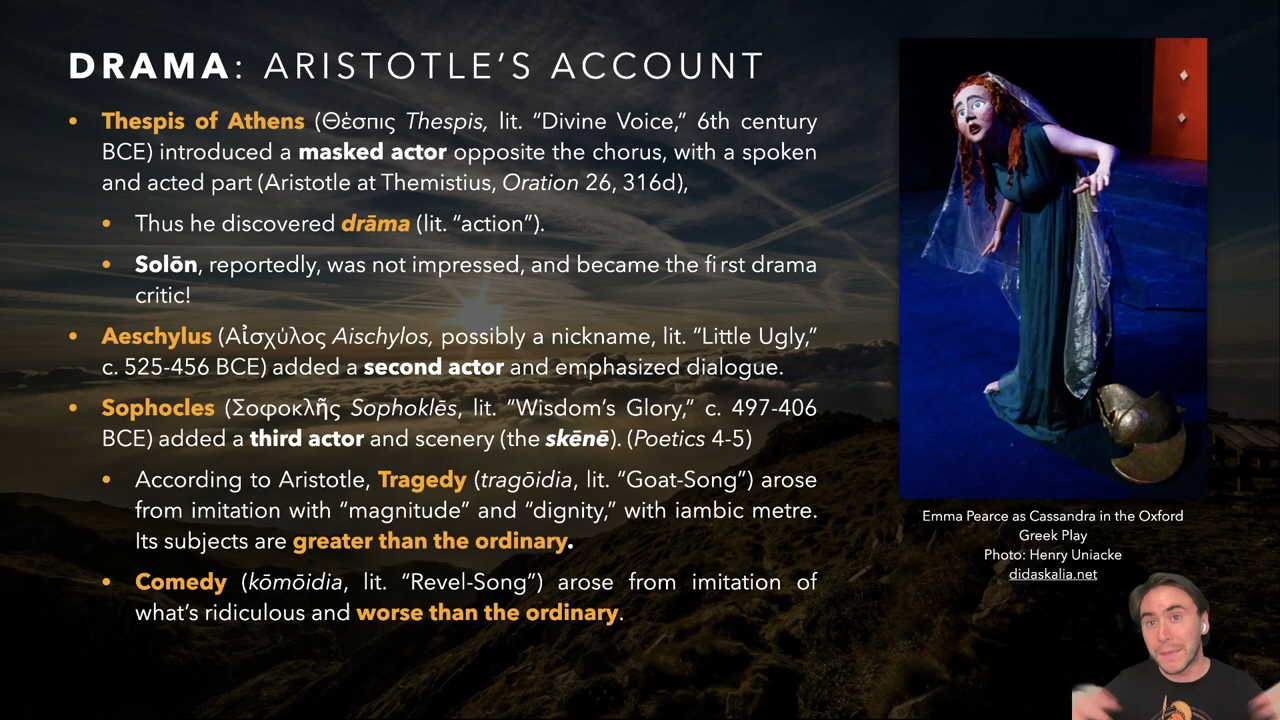 DRAMA: ARISTOTLE'S ACCOUNT
• Thespis of Athens (Θέσπις Thespis, lit. “Divine Voice,” 6th century
BCE) introduced a masked actor opposite the chorus, with a spoken
and acted part (Aristotle at Themistius, Oration 26, 316d),
• Thus he discovered drāma (lit. “action”).
• Solōn, reportedly, was not impressed, and became the first drama
critic!
• Aeschylus (Αἰσχύλος Aischylos, possibly a nickname, lit. “Little Ugly,”
c. 525-456 BCE) added a second actor and emphasized dialogue.
• Sophocles (Σοφοκλῆς Sophoklēs, lit. “Wisdom’s Glory,” c. 497-406
BCE) added a third actor and scenery (the skēnē). (Poetics 4-5)
• According to Aristotle, Tragedy (tragōidia, lit. “Goat-Song”) arose
from imitation with “magnitude” and “dignity,” with iambic metre.
Its subjects are greater than the ordinary.
• Comedy (kōmōidia, lit. “Revel-Song”) arose from imitation of
what’s ridiculous and worse than the ordinary.
Emma Pearce as Cassandra in the Oxford
Greek Play
Photo: Henry Uniacke
didaskalia.net